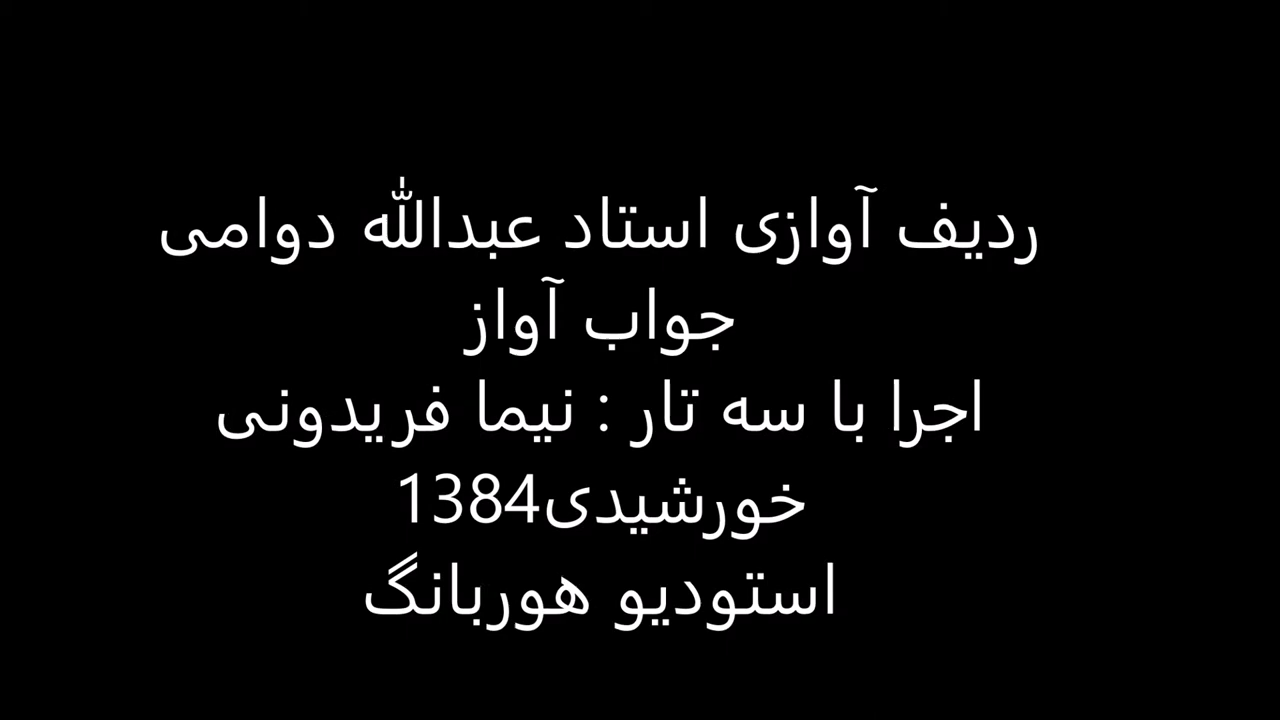 ردیف آوازی استاد عبدالله دوامی
جواب آواز
اجرا با سه تار : نیما فریدونی
خورشیدی1384
استودیو هوربانگ